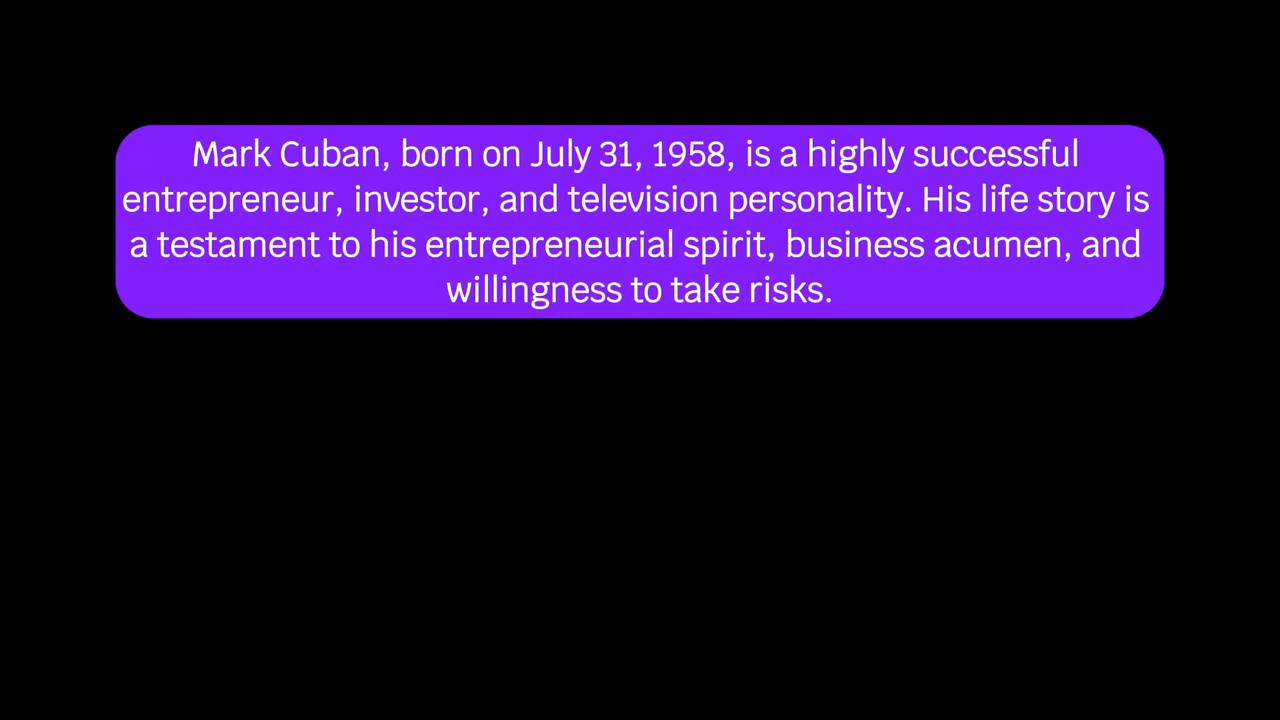 Mark Cuban, born on July 31, 1958, is a highly successful
entrepreneur, investor, and television personality. His life story is
a testament to his entrepreneurial spirit, business acumen, and
willingness to take risks.